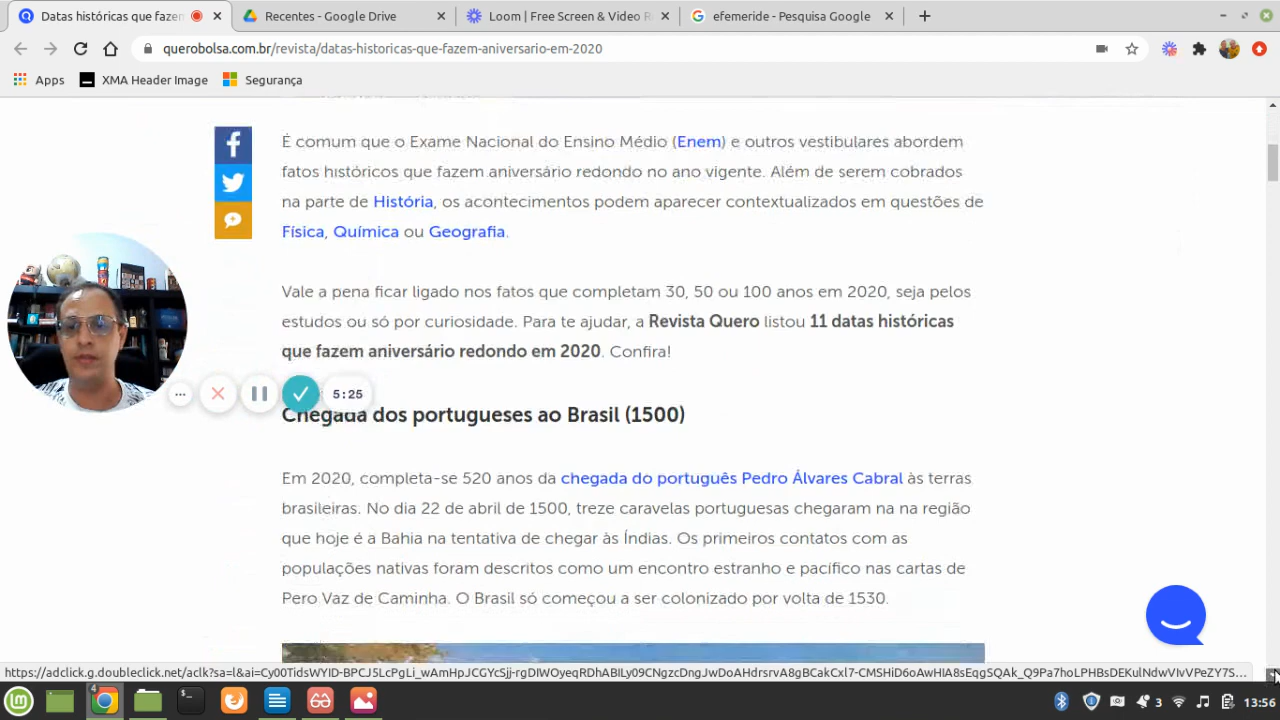 Datas históricas que fazem
Recentes - Google Drive
Loom | Free Screen & Video R
efemeride - Pesquisa Google
querobolsa.com.br/revista/datas-historicas-que-fazem-aniversario-em-2020
Apps
XMA Header Image
Segurança
É comum que o Exame Nacional do Ensino Médio (Enem) e outros vestibulares abordem
fatos históricos que fazem aniversário redondo no ano vigente. Além de serem cobrados
na parte de História, os acontecimentos podem aparecer contextualizados em questões de
Física, Química ou Geografia.
Vale a pena ficar ligado nos fatos que completam 30, 50 ou 100 anos em 2020, seja pelos
estudos ou só por curiosidade. Para te ajudar, a Revista Quero listou 11 datas históricas
que fazem aniversário redondo em 2020. Confira!
5:25
Chegada dos portugueses ao Brasil (1500)
Em 2020, completa-se 520 anos da chegada do português Pedro Álvares Cabral às terras
brasileiras. No dia 22 de abril de 1500, treze caravelas portuguesas chegaram na na região
que hoje é a Bahia na tentativa de chegar às Índias. Os primeiros contatos com as
populações nativas foram descritos como um encontro estranho e pacífico nas cartas de
Pero Vaz de Caminha. O Brasil só começou a ser colonizado por volta de 1530.
4
3
13:56